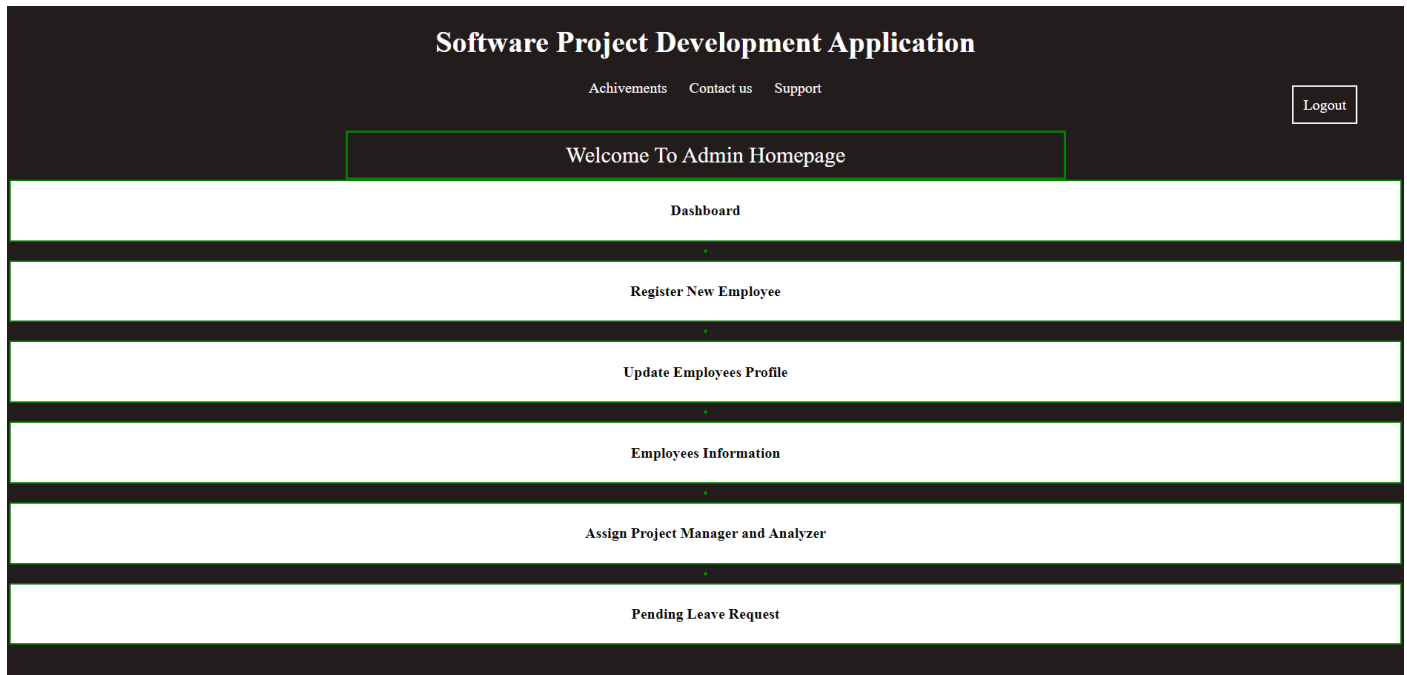 Software Project Development Application
Achivements Contact us Support
Logout
Welcome To Admin Homepage
Dashboard
Register New Employee
Update Employees Profile
Employees Information
Assign Project Manager and Analyzer
Pending Leave Request